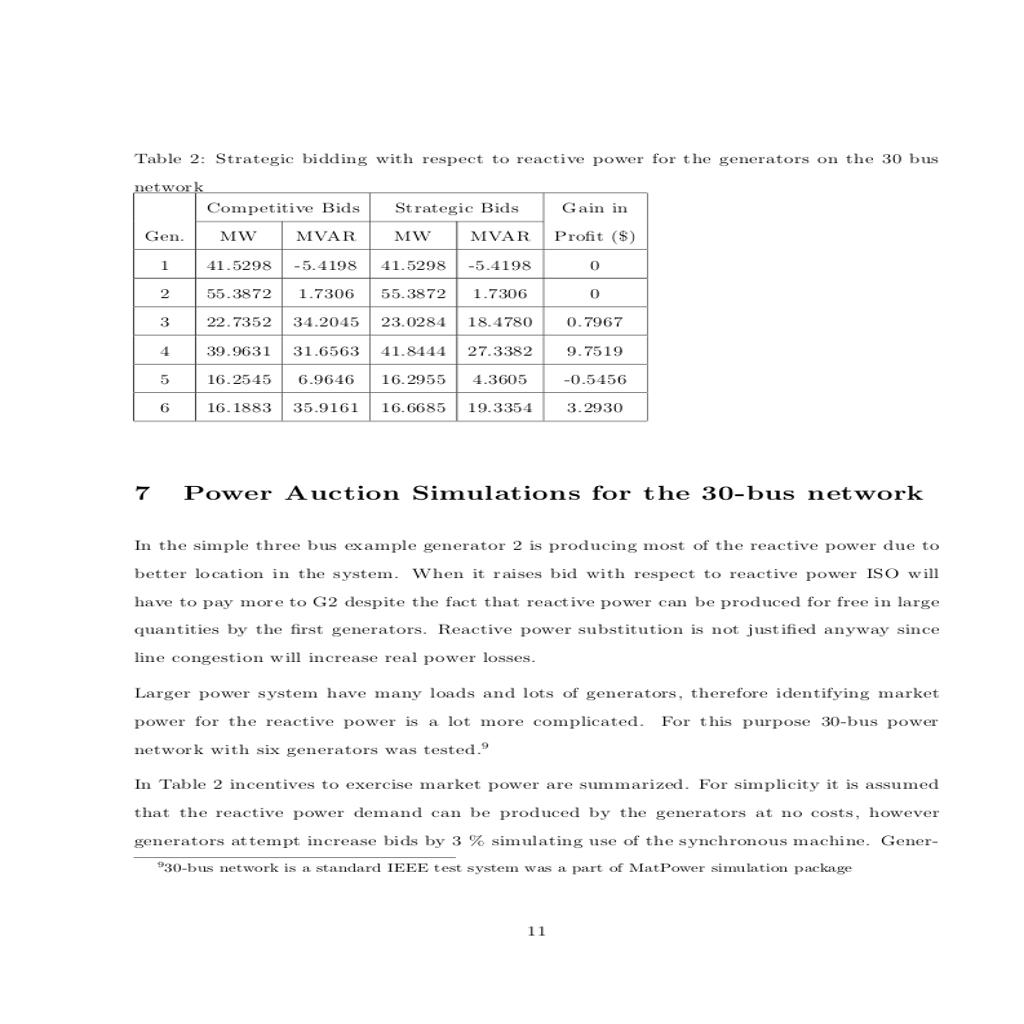 Table 2: Strategic bidding with respect to reactive power for the generators on the 30 bus
network
Competitive Bids Strategic Bids Gain in
Gen. MW MVAR MW MVAR Profit ($)
1 41.5298 -5.4198 41.5298 -5.4198 0
2 55.3872 1.7306 55.3872 1.7306 0
3 22.7352 34.2045 23.0284 18.4780 0.7967
4 39.9631 31.6563 41.8444 27.3382 9.7519
5 16.2545 6.9646 16.2955 4.3605 -0.5456
6 16.1883 35.9161 16.6685 19.3354 3.2930
7 Power Auction Simulations for the 30-bus network
In the simple three bus example generator 2 is producing most of the reactive power due to
better location in the system. When it raises bid with respect to reactive power ISO will
have to pay more to G2 despite the fact that reactive power can be produced for free in large
quantities by the first generators. Reactive power substitution is not justified anyway since
line congestion will increase real power losses.
Larger power system have many loads and lots of generators, therefore identifying market
power for the reactive power is a lot more complicated. For this purpose 30-bus power
network with six generators was tested.9
In Table 2 incentives to exercise market power are summarized. For simplicity it is assumed
that the reactive power demand can be produced by the generators at no costs, however
generators attempt increase bids by 3 % simulating use of the synchronous machine. Gener-
930-bus network is a standard IEEE test system was a part of MatPower simulation package
11